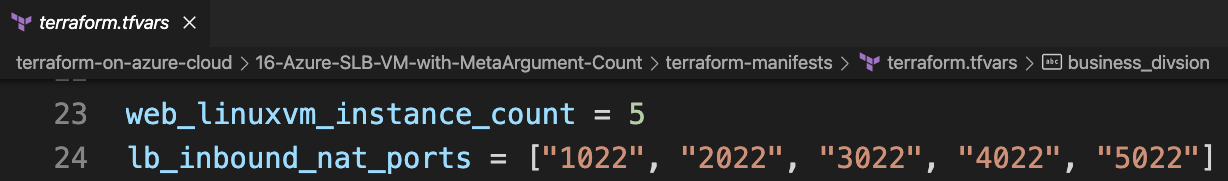 terraform.tfvars ×
terraform-on-azure-cloud > 16-Azure-SLB-VM-with-MetaArgument-Count > terraform-manifests > terraform.tfvars > abc business_divsion
23 web_linuxvm_instance_count = 5
24 lb_inbound_nat_ports = ["1022", "2022", "3022", "4022", "5022"]